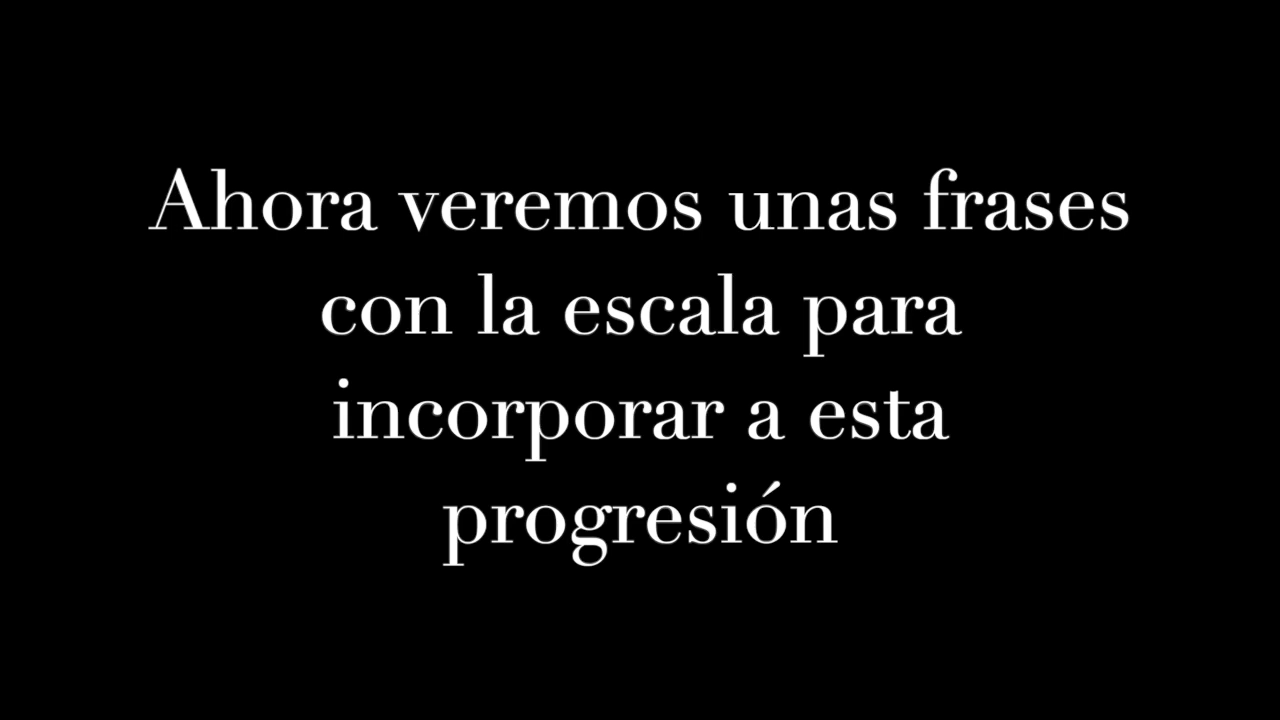 Ahora veremos unas frases
con la escala para
incorporar a esta
progresión